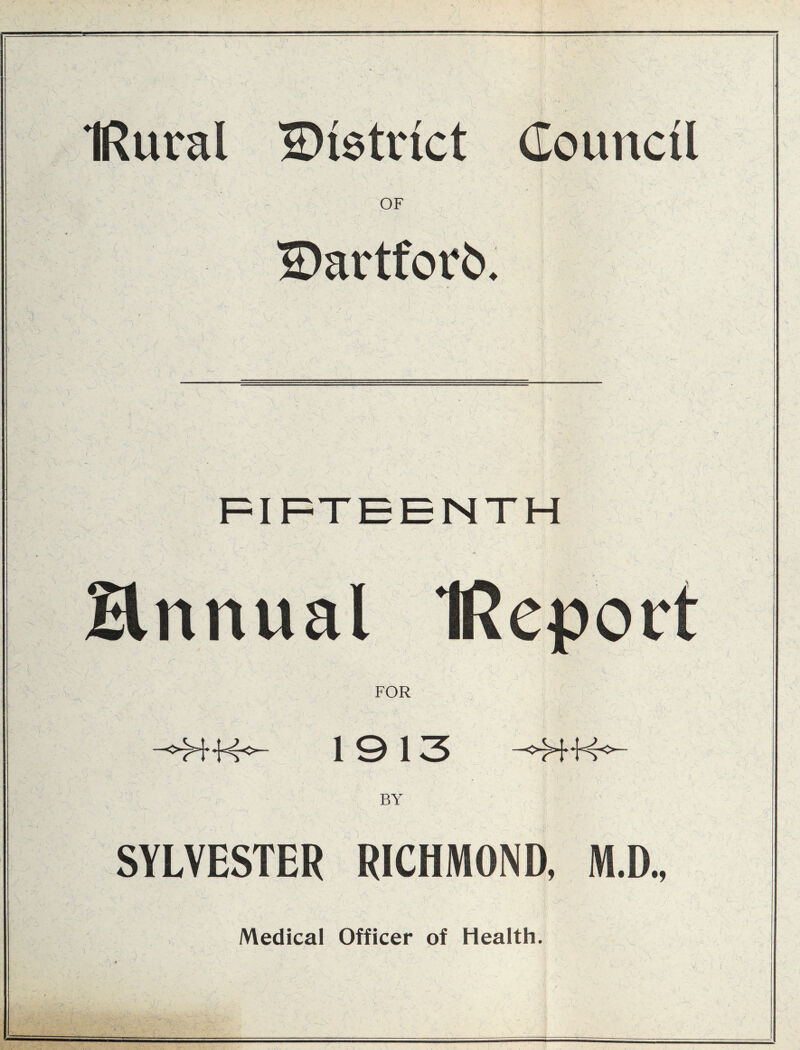 Rural District Council
OF
Dartford.
FIFTEENTH
Annual Report
FOR
1913
BY
SYLVESTER RICHMOND, M.D.,
Medical Officer of Health.